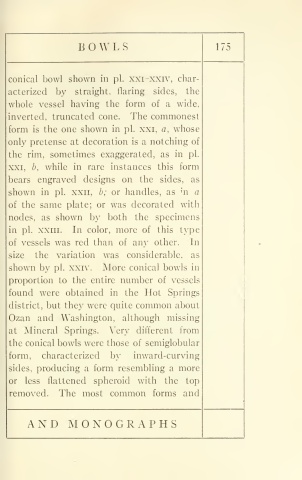 BOWLS 175
conical bowl shown in pl. XXI-XXIV, char-
acterized by straight, flaring sides, the
whole vessel having the form of a wide,
inverted, truncated cone. The commonest
form is the one shown in pl. XXI, a, whose
only pretense at decoration is a notching of
the rim, sometimes exaggerated, as in pl.
XXI, b, while in rare instances this form
bears engraved designs on the sides, as
shown in pl. XXII, b; or handles, as in a
of the same plate; or was decorated with
nodes, as shown by both the specimens
in pl. XXIII. In color, more of this type
of vessels was red than of any other. In
size the variation was considerable, as
shown by pl. XXIV. More conical bowls in
proportion to the entire number of vessels
found were obtained in the Hot Springs
district, but they were quite common about
Ozan and Washington, although missing
at Mineral Springs. Very different from
the conical bowls were those of semiglobular
form, characterized by inward-curving
sides, producing a form resembling a more
or less flattened spheroid with the top
removed. The most common forms and
AND MONOGRAPHS